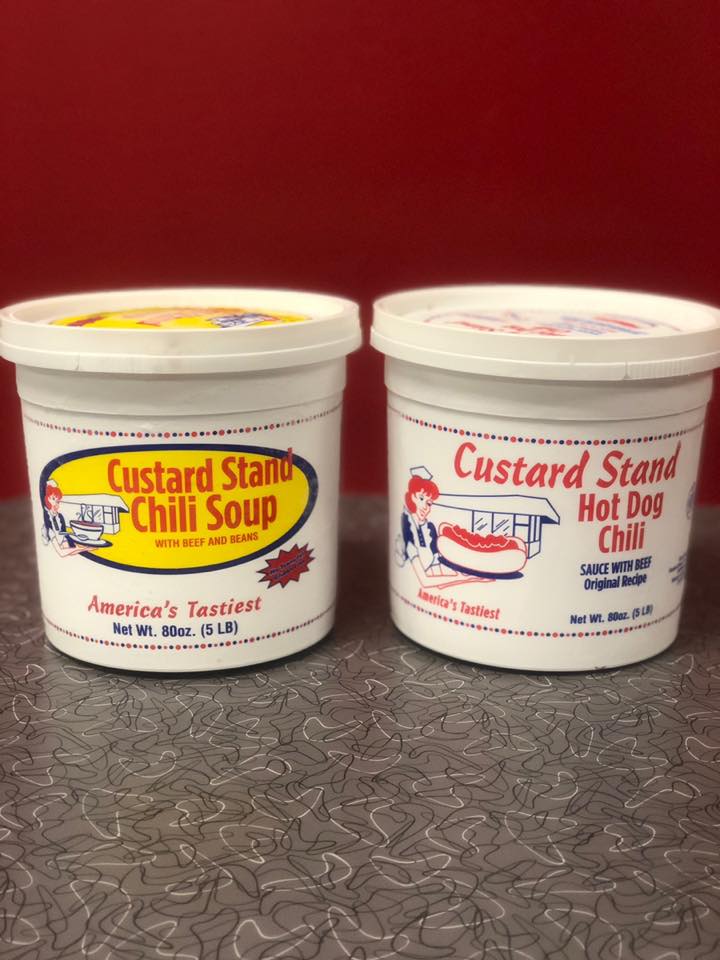 Custard Stand
Chili Soup
WITH BEEF AND BEANS
America's Tastiest
Net Wt. 80oz. (5 LB)
Custard Stand
Hot Dog
Chili
SAUCE WITH BEEF
Original Recipe
America's Tastiest
Net Wt. 80oz. (5 LB)